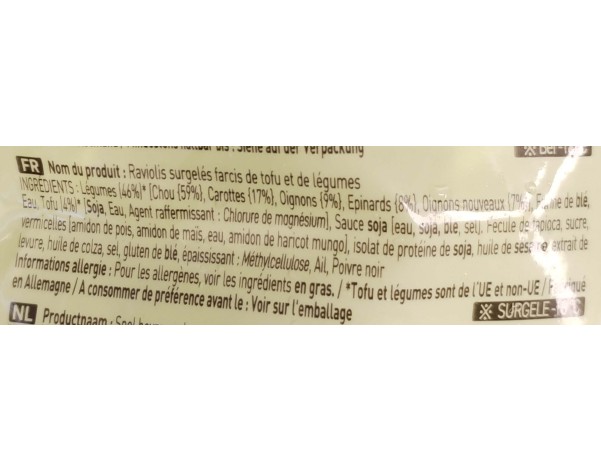 Siehe auf der Verpackung
FR Nom du produit : Raviolis surgelés farcis de tofu et de légumes
INGRÉDIENTS : Légumes (46%)* [Chou (59%), Carottes (17%), Oignons (9%), Epinards (8%), Oignons nouveaux (7%)], Farine de blé,
Eau, Tofu (4%)* [Soja, Eau, Agent raffermissant : Chlorure de magnésium], Sauce soja [eau, soja, blé, sel], Fécule de tapioca, sucre,
vermicelles [amidon de pois, amidon de maïs, eau, amidon de haricot mungo], isolat de protéine de soja, huile de sésame, extrait de
levure, huile de colza, sel, gluten de blé, épaississant : Méthylcellulose, Ail, Poivre noir
Informations allergie : Pour les allergènes, voir les ingrédients en gras. / *Tofu et légumes sont de l'UE et non-UE / Fabriqué
en Allemagne / A consommer de préférence avant le : Voir sur l'emballage
SURGELE
NL Productnaam :